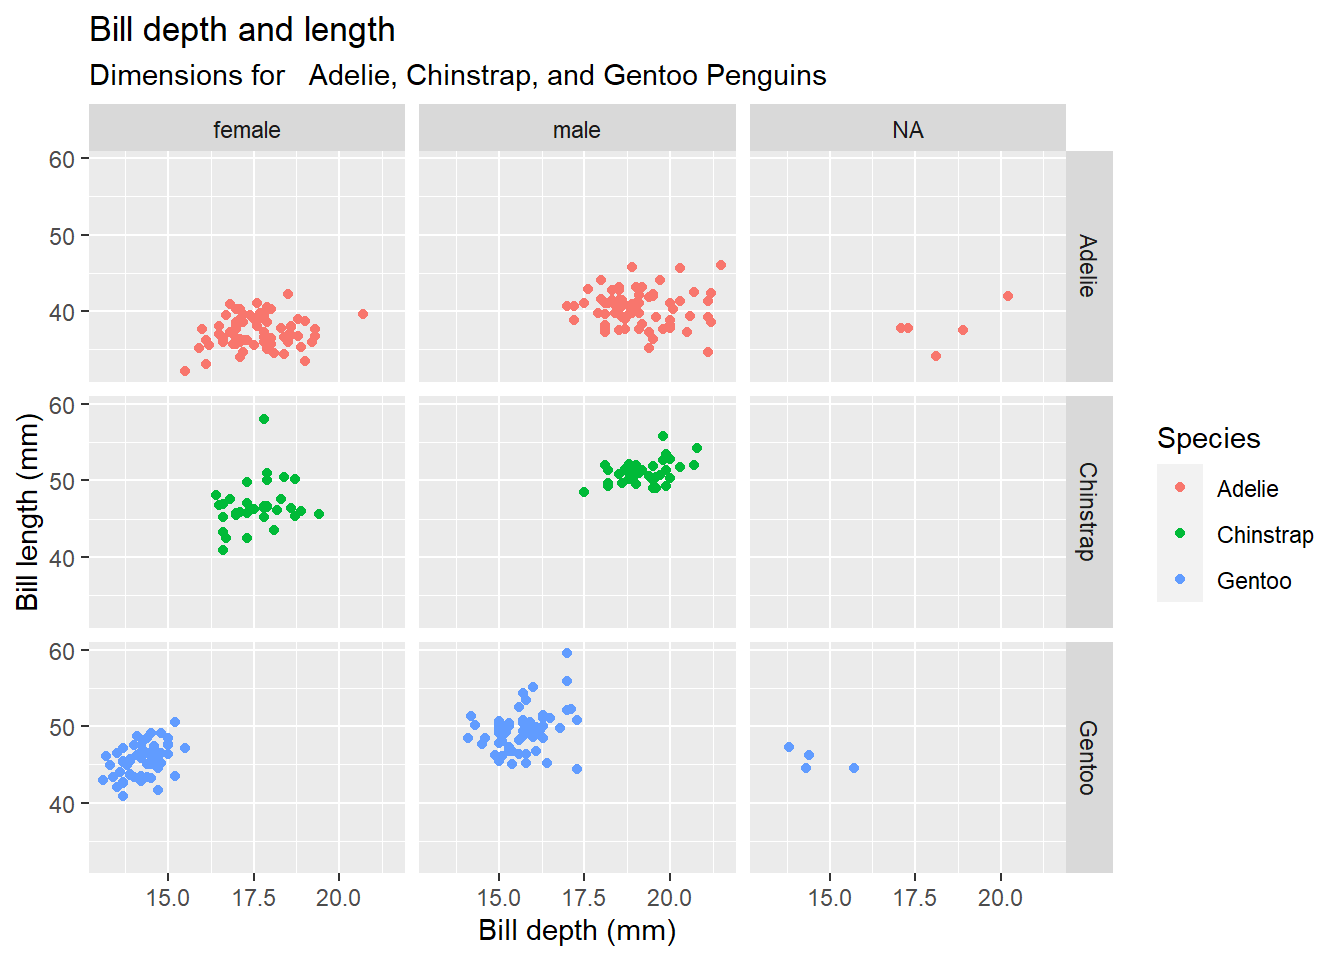 Bill depth and length
Dimensions for   Adelie, Chinstrap, and Gentoo Penguins
female male NA
60
50
40
Adelie
60
50
40
Chinstrap
60
50
40
Gentoo
15.0 17.5 20.0 15.0 17.5 20.0 15.0 17.5 20.0
Bill depth (mm)
Bill length (mm)
Species
Adelie
Chinstrap
Gentoo